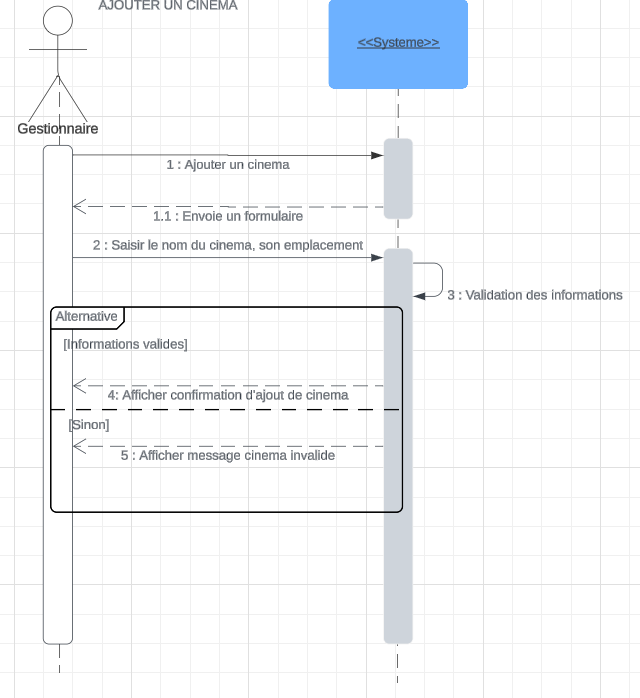 AJOUTER UN CINEMA
<<Systeme>>
Gestionnaire
1 : Ajouter un cinema
1.1 : Envoie un formulaire
2 : Saisir le nom du cinema, son emplacement
3 : Validation des informations
Alternative
[Informations valides]
4: Afficher confirmation d'ajout de cinema
[Sinon]
5 : Afficher message cinema invalide